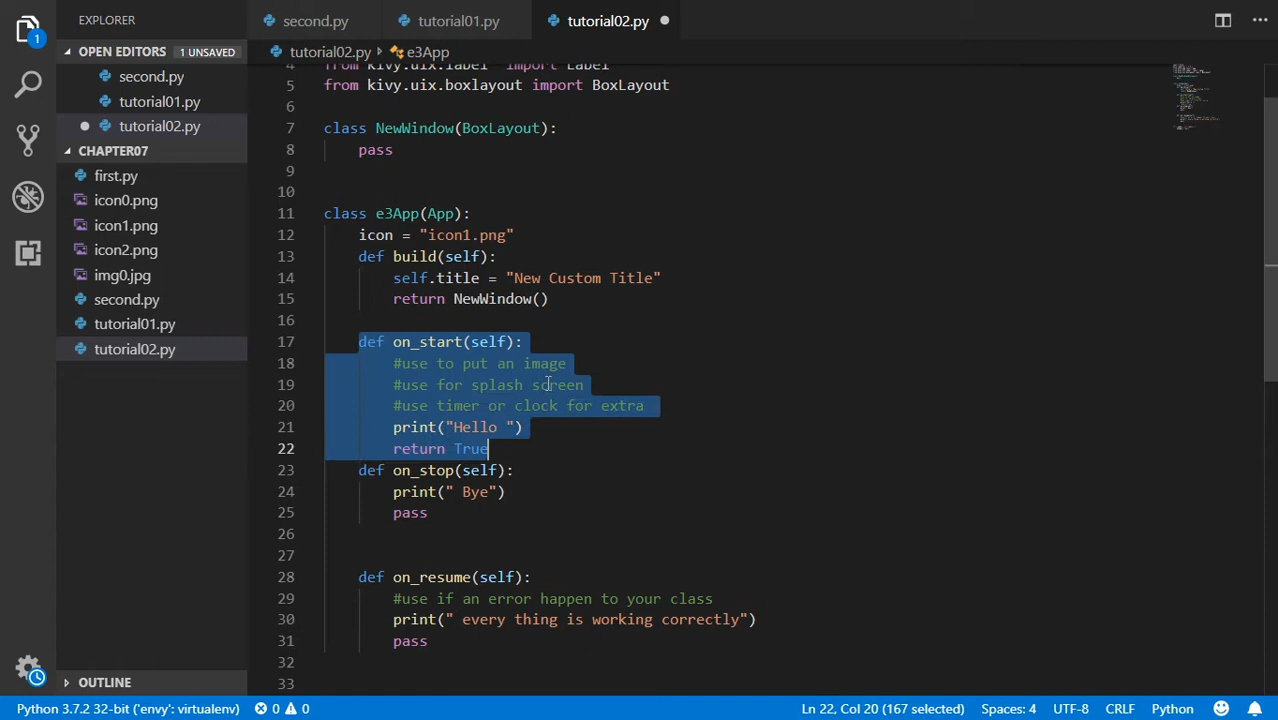 EXPLORER
second.py
tutorial01.py
tutorial02.py
OPEN EDITORS 1 UNSAVED
tutorial02.py e3App
second.py
tutorial01.py
tutorial02.py
CHAPTER07
first.py
icon0.png
icon1.png
icon2.png
img0.jpg
second.py
tutorial01.py
tutorial02.py
OUTLINE
1
4 from kivy.uix.label import Label
5 from kivy.uix.boxlayout import BoxLayout
6
7 class NewWindow(BoxLayout):
8 pass
9
10
11 class e3App(App):
12 icon = "icon1.png"
13 def build(self):
14 self.title = "New Custom Title"
15 return NewWindow()
16
17 def on_start(self):
18 #use to put an image
19 #use for splash screen
20 #use timer or clock for extra
21 print("Hello ")
22 return True
23 def on_stop(self):
24 print(" Bye")
25 pass
26
27
28 def on_resume(self):
29 #use if an error happen to your class
30 print(" every thing is working correctly")
31 pass
32
33
Python 3.7.2 32-bit ('envy': virtualenv) 0 0 Ln 22, Col 20 (167 selected) Spaces: 4 UTF-8 CRLF Python